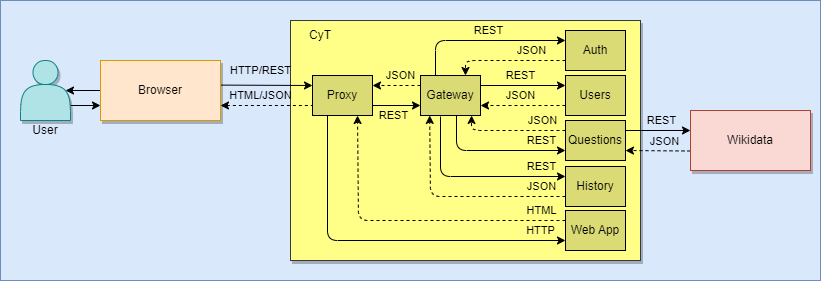 CyT
REST
Auth
JSON
HTTP/REST
JSON
REST
Browser
Proxy
Gateway
Users
HTML/JSON
JSON
REST
User
JSON
REST
REST
Questions
JSON
Wikidata
REST
History
JSON
HTML
Web App
HTTP